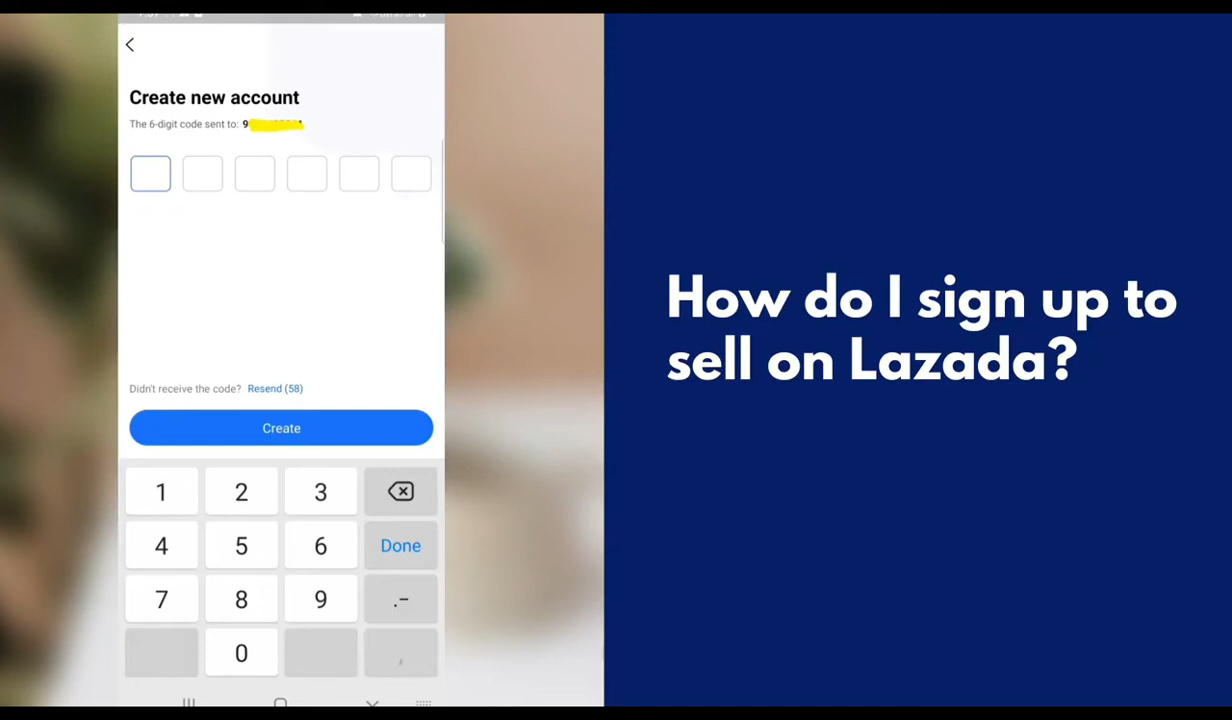 Create new account
The 6-digit code sent to: 9
Didn't receive the code? Resend (58)
Create
1 2 3
4 5 6 Done
7 8 9 .-
0 ,
How do I sign up to
sell on Lazada?